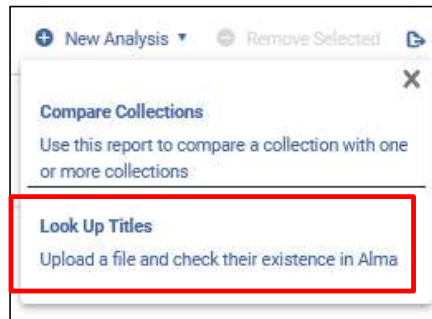 New Analysis Remove Selected
Compare Collections
Use this report to compare a collection with one
or more collections
Look Up Titles
Upload a file and check their existence in Alma